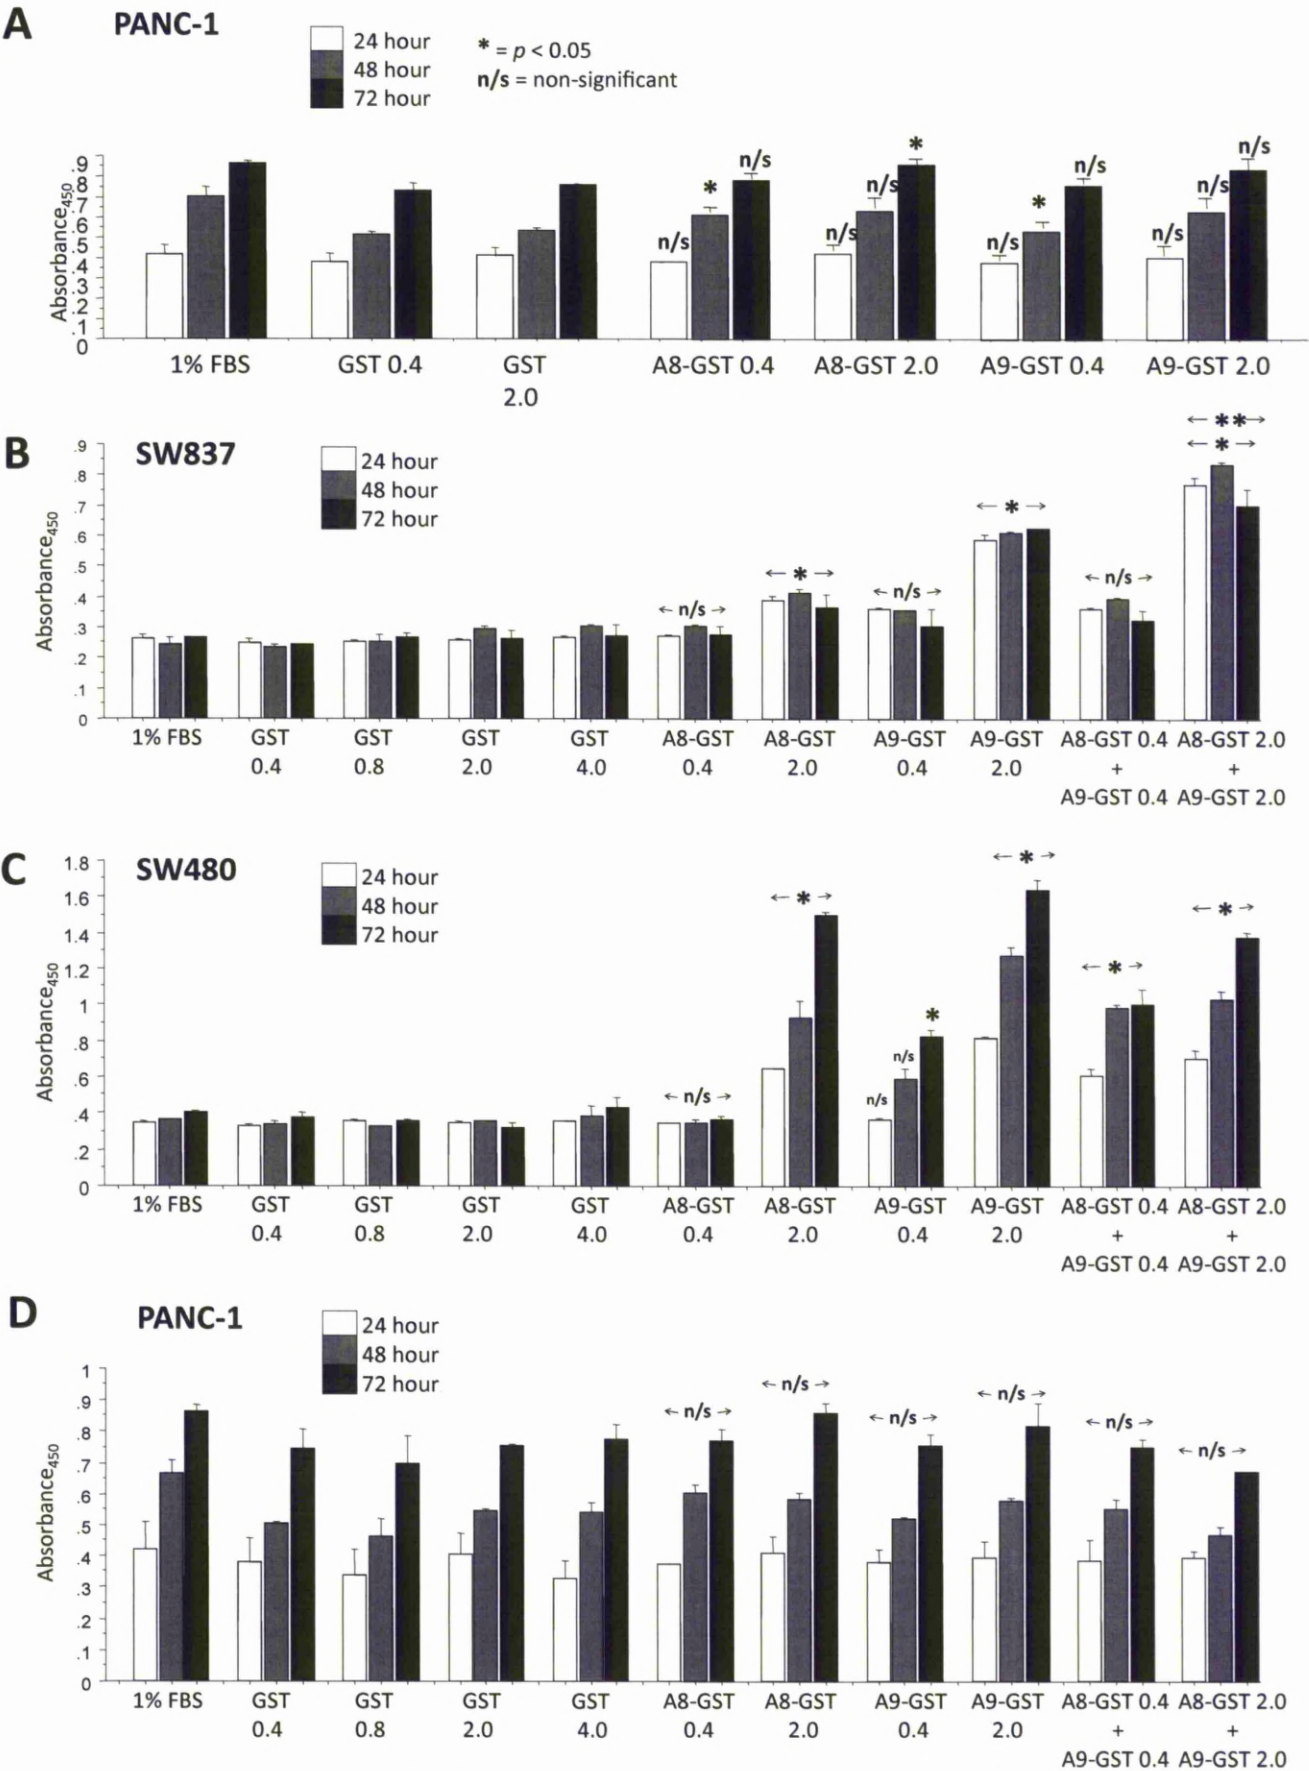 A
PANC-1
24 hour
48 hour
72 hour
* = p < 0.05
n/s = non-significant
Absorbance450
.9
.8
.7
.6
.5
.4
.3
.2
.1
0
n/s * n/s
n/s n/s *
n/s * n/s
n/s n/s n/s
1% FBS GST 0.4 GST A8-GST 0.4 A8-GST 2.0 A9-GST 0.4 A9-GST 2.0
2.0
B
SW837
24 hour
48 hour
72 hour
Absorbance450
.9
.8
.7
.6
.5
.4
.3
.2
.1
0
← n/s →
← * →
← n/s →
← * →
← n/s →
← ** →
← * →
1% FBS GST GST GST GST A8-GST A8-GST A9-GST A9-GST A8-GST 0.4 A8-GST 2.0
0.4 0.8 2.0 4.0 0.4 2.0 0.4 2.0 + +
A9-GST 0.4 A9-GST 2.0
C
SW480
24 hour
48 hour
72 hour
Absorbance450
1.8
1.6
1.4
1.2
1
.8
.6
.4
.2
0
← n/s →
← * →
n/s n/s *
← * →
← * →
← * →
1% FBS GST GST GST GST A8-GST A8-GST A9-GST A9-GST A8-GST 0.4 A8-GST 2.0
0.4 0.8 2.0 4.0 0.4 2.0 0.4 2.0 + +
A9-GST 0.4 A9-GST 2.0
D
PANC-1
24 hour
48 hour
72 hour
Absorbance450
1
.9
.8
.7
.6
.5
.4
.3
.2
.1
0
← n/s →
← n/s →
← n/s →
← n/s →
← n/s →
← n/s →
1% FBS GST GST GST GST A8-GST A8-GST A9-GST A9-GST A8-GST 0.4 A8-GST 2.0
0.4 0.8 2.0 4.0 0.4 2.0 0.4 2.0 + +
A9-GST 0.4 A9-GST 2.0